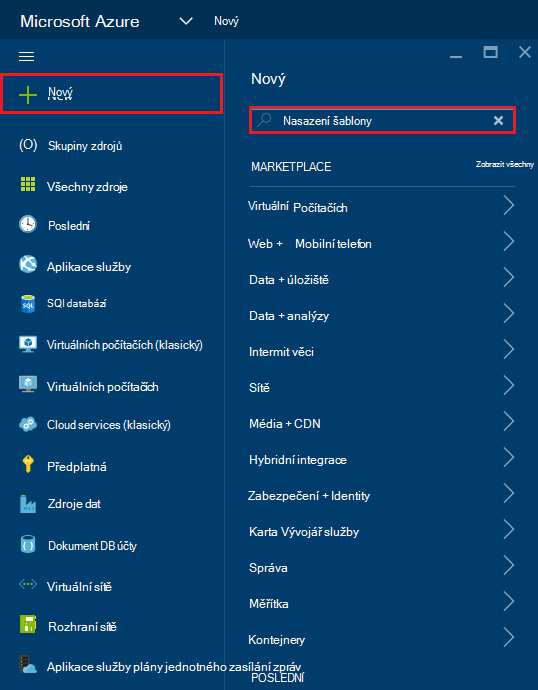 Microsoft Azure
Nový
Nový
Skupiny zdrojů
Všechny zdroje
Poslední
Aplikace služby
SQL
SQl databází
Virtuálních počítačích (klasický)
Virtuálních počítačích
Cloud services (klasický)
Předplatná
Zdroje dat
Dokument DB účty
Virtuální sítě
Rozhraní sítě
Aplikace služby plány jednotného zasílání zpráv
Nový
Nasazení šablony
MARKETPLACE
Zobrazit všechny
Virtuální Počítačích
Web + Mobilní telefon
Data + úložiště
Data + analýzy
Intermit věci
Sítě
Média + CDN
Hybridní integrace
Zabezpečení + Identity
Karta Vývojář služby
Správa
Měřítka
Kontejnery
POSLEDNÍ